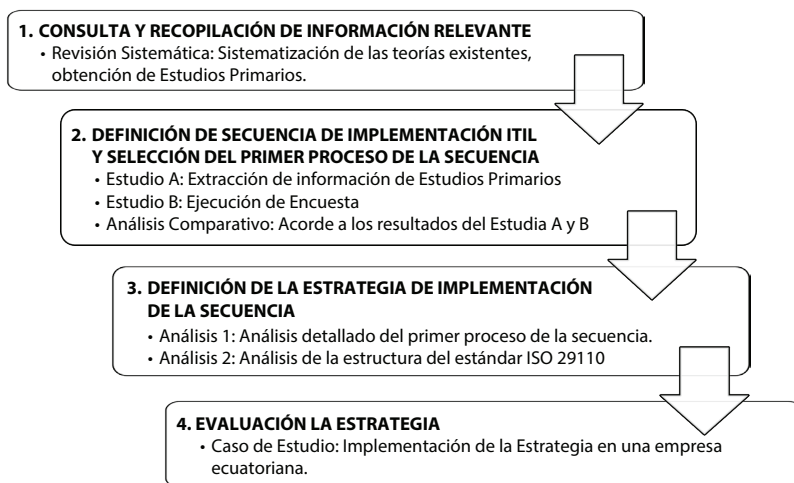 1. CONSULTA Y RECOPILACIÓN DE INFORMACIÓN RELEVANTE
• Revisión Sistemática: Sistematización de las teorías existentes,
obtención de Estudios Primarios.
2. DEFINICIÓN DE SECUENCIA DE IMPLEMENTACIÓN ITIL
Y SELECCIÓN DEL PRIMER PROCESO DE LA SECUENCIA
• Estudio A: Extracción de información de Estudios Primarios
• Estudio B: Ejecución de Encuesta
• Análisis Comparativo: Acorde a los resultados del Estudia A y B
3. DEFINICIÓN DE LA ESTRATEGIA DE IMPLEMENTACIÓN
DE LA SECUENCIA
• Análisis 1: Análisis detallado del primer proceso de la secuencia.
• Análisis 2: Análisis de la estructura del estándar ISO 29110
4. EVALUACIÓN LA ESTRATEGIA
• Caso de Estudio: Implementación de la Estrategia en una empresa
ecuatoriana.